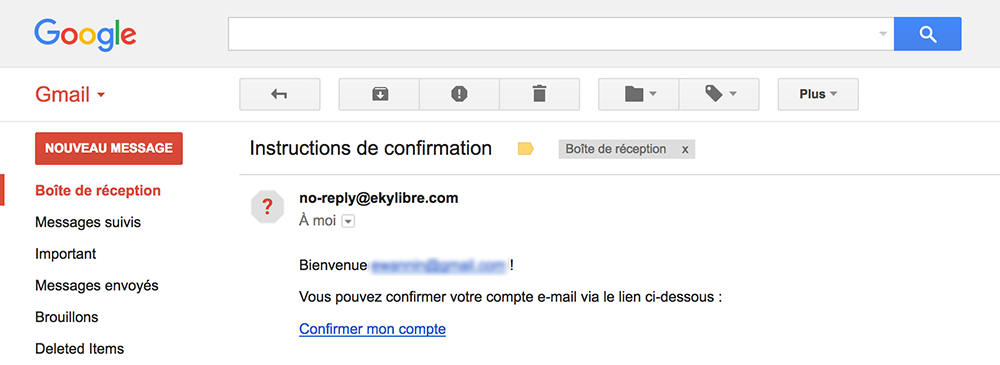 Google
Gmail
Plus
NOUVEAU MESSAGE
Instructions de confirmation
Boîte de réception x
Boîte de réception
Messages suivis
Important
Messages envoyés
Brouillons
Deleted Items
?
no-reply@ekylibre.com
À moi
Bienvenue !
Vous pouvez confirmer votre compte e-mail via le lien ci-dessous :
Confirmer mon compte